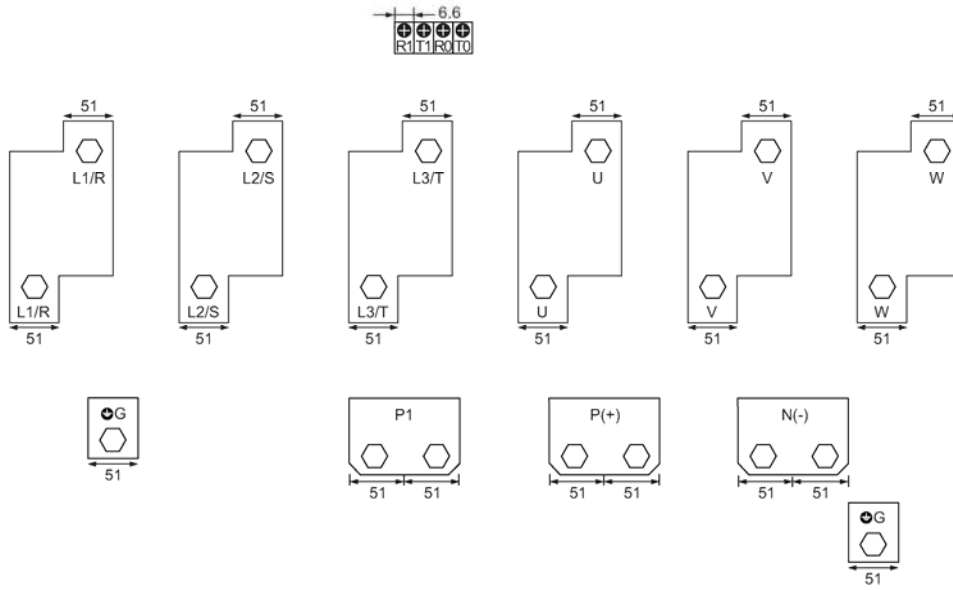 6.6
R1 T1 R0 T0
51 51 51 51 51 51
L1/R L2/S L3/T U V W
L1/R L2/S L3/T U V W
51 51 51 51 51 51
G P1 P(+) N(-)
51 51 51 51 51 51 51
G
51